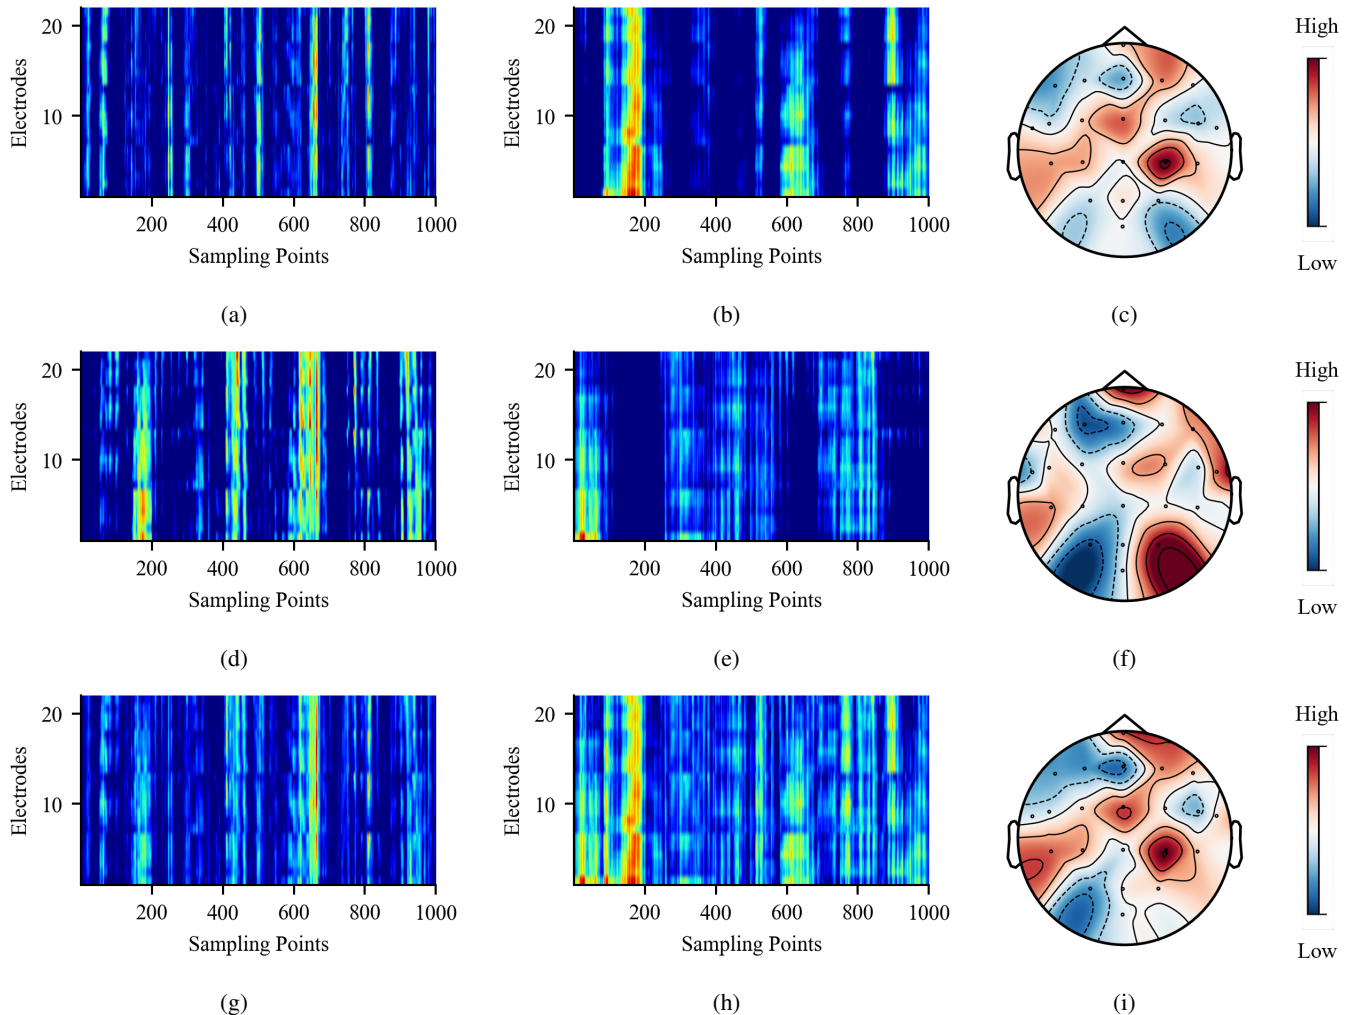 20
10
Electrodes
200 400 600 800 1000
Sampling Points
(a)
20
10
Electrodes
200 400 600 800 1000
Sampling Points
(b)
High
Low
(c)
20
10
Electrodes
200 400 600 800 1000
Sampling Points
(d)
20
10
Electrodes
200 400 600 800 1000
Sampling Points
(e)
High
Low
(f)
20
10
Electrodes
200 400 600 800 1000
Sampling Points
(g)
20
10
Electrodes
200 400 600 800 1000
Sampling Points
(h)
High
Low
(i)